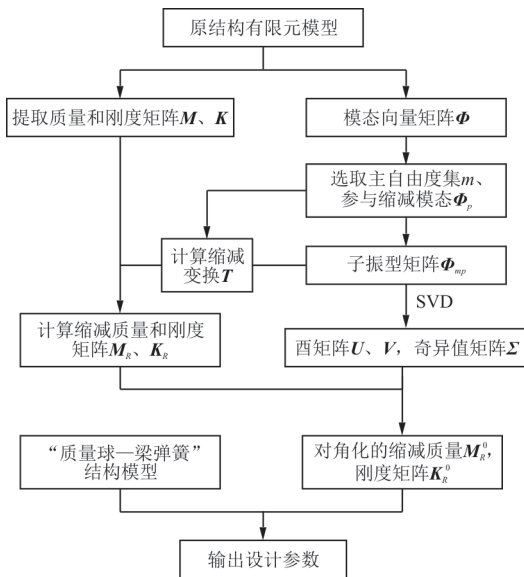 原结构有限元模型
提取质量和刚度矩阵M、K
模态向量矩阵Φ
选取主自由度集m、
参与缩减模态Φp
计算缩减
变换T
子振型矩阵Φmp
SVD
计算缩减质量和刚度
矩阵MR、KR
酉矩阵U、V，奇异值矩阵Σ
“质量球—梁弹簧”
结构模型
对角化的缩减质量M⁰R，
刚度矩阵K⁰R
输出设计参数